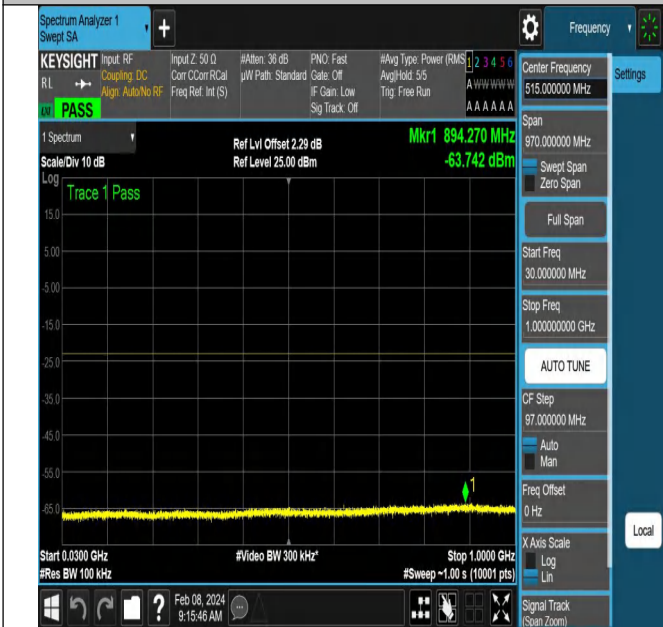 Spectrum Analyzer 1
Swept SA
+
Frequency
KEYSIGHT
RL
PASS
Input: RF
Coupling: DC
Align: Auto/No RF
Input Z: 50 Ω
Corr CCorr RCal
Freq Ref: Int (S)
#Atten: 36 dB
µW Path: Standard
PNO: Fast
Gate: Off
IF Gain: Low
Sig Track: Off
#Avg Type: Power (RMS
Avg|Hold: 5/5
Trig: Free Run
1 2 3 4 5 6
A W W W W W
A A A A A A
1 Spectrum
Scale/Div 10 dB
Ref Lvl Offset 2.29 dB
Ref Level 25.00 dBm
Mkr1 894.270 MHz
-63.742 dBm
Log
Trace 1 Pass
15.0
5.00
-5.00
-15.0
-25.0
-35.0
-45.0
-55.0
-65.0
1
Start 0.0300 GHz
#Res BW 100 kHz
#Video BW 300 kHz*
Stop 1.0000 GHz
#Sweep ~1.00 s (10001 pts)
?
Feb 08, 2024
9:15:46 AM
Center Frequency
515.000000 MHz
Settings
Span
970.000000 MHz
Swept Span
Zero Span
Full Span
Start Freq
30.000000 MHz
Stop Freq
1.000000000 GHz
AUTO TUNE
CF Step
97.000000 MHz
Auto
Man
Freq Offset
0 Hz
X Axis Scale
Log
Lin
Local
Signal Track
(Span Zoom)